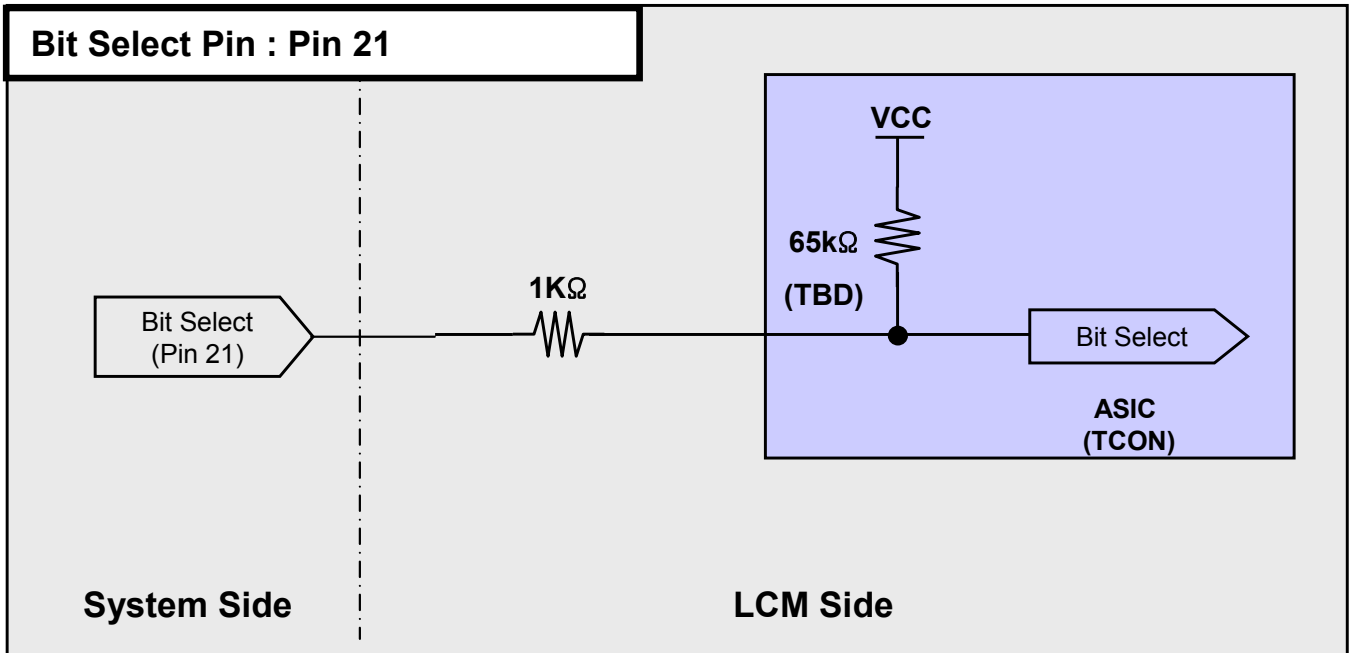 Bit Select Pin : Pin 21
VCC
65kΩ
(TBD)
1KΩ
Bit Select
(Pin 21)
Bit Select
ASIC
(TCON)
System Side
LCM Side